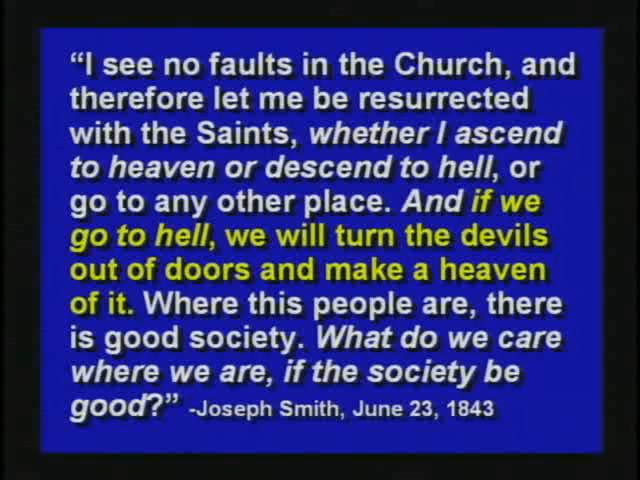 “I see no faults in the Church, and
therefore let me be resurrected
with the Saints, whether I ascend
to heaven or descend to hell, or
go to any other place. And if we
go to hell, we will turn the devils
out of doors and make a heaven
of it. Where this people are, there
is good society. What do we care
where we are, if the society be
good?” -Joseph Smith, June 23, 1843